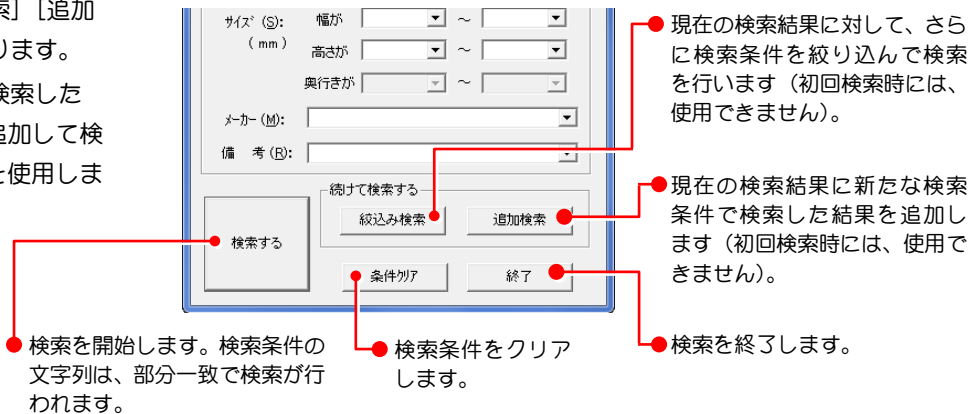 索］［追加
ります。
検索した
追加して検
を使用しま
サイズ (S): 幅が ～
(mm) 高さが ～
奥行きが ～
メーカー(M):
備　考(R):
続けて検索する
絞込み検索 追加検索
検索する
条件クリア 終了
現在の検索結果に対して、さら
に検索条件を絞り込んで検索
を行います（初回検索時には、
使用できません）。
現在の検索結果に新たな検索
条件で検索した結果を追加し
ます（初回検索時には、使用で
きません）。
検索を開始します。検索条件の
文字列は、部分一致で検索が行
われます。
検索条件をクリア
します。
検索を終了します。